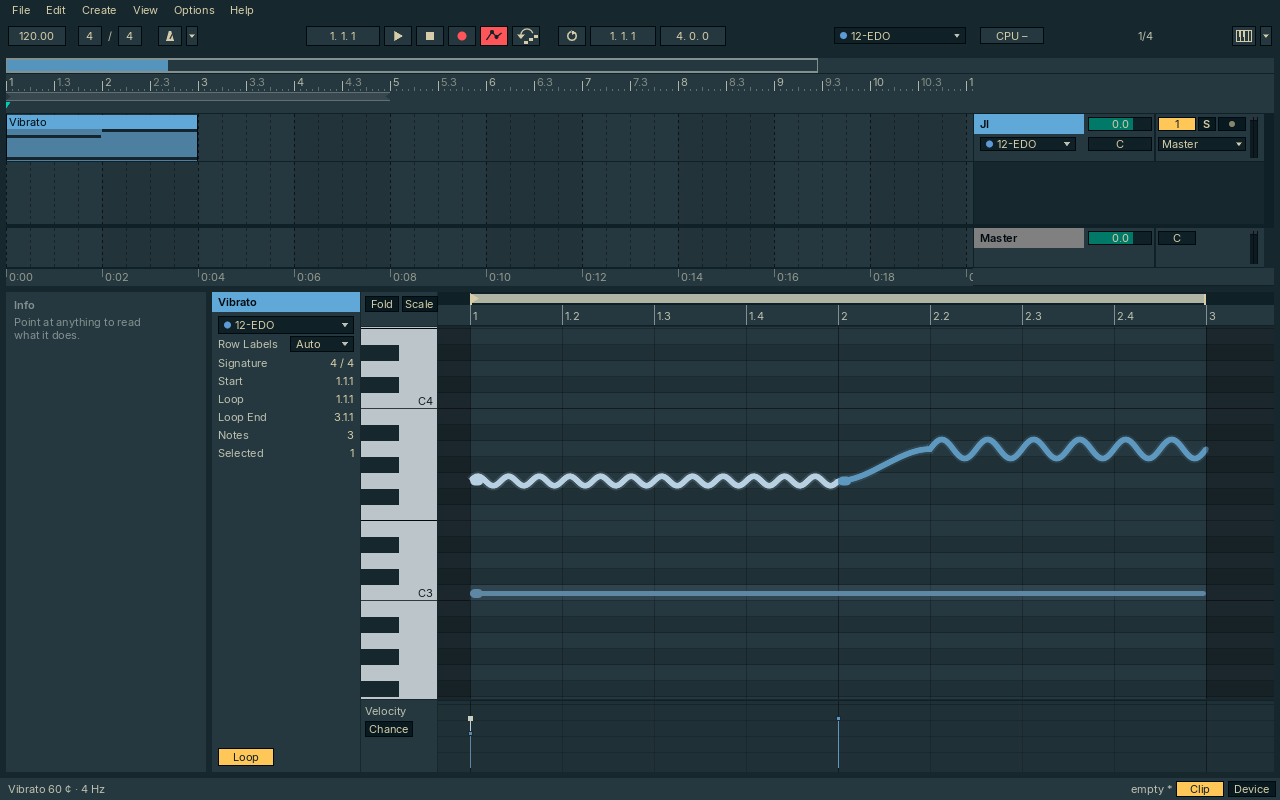 File Edit Create View Options Help
120.00 4 / 4 1. 1. 1 1. 1. 1 4. 0. 0 12-EDO CPU – 1/4
1 1.3 2 2.3 3 3.3 4 4.3 5 5.3 6 6.3 7 7.3 8 8.3 9 9.3 10 10.3 1
Vibrato
JI 0.0 1 S
12-EDO C Master
Master 0.0 C
0:00 0:02 0:04 0:06 0:08 0:10 0:12 0:14 0:16 0:18
Info
Point at anything to read
what it does.
Vibrato
12-EDO
Row Labels Auto
Signature 4 / 4
Start 1.1.1
Loop 1.1.1
Loop End 3.1.1
Notes 3
Selected 1
Loop
Fold Scale
1 1.2 1.3 1.4 2 2.2 2.3 2.4 3
C4
C3
Velocity
Chance
Vibrato 60 ¢ · 4 Hz
empty * Clip Device